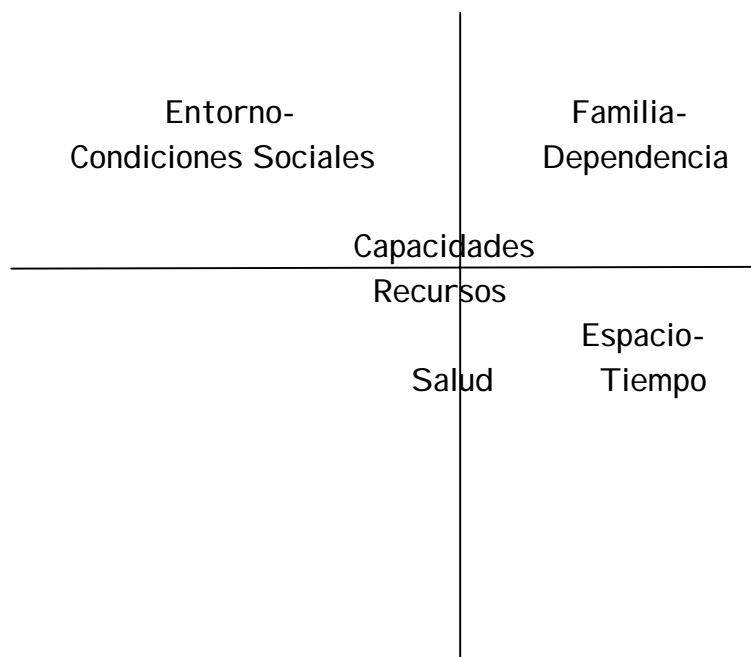 Entorno-
Condiciones Sociales
Familia-
Dependencia
Capacidades
Recursos
Salud
Espacio-
Tiempo